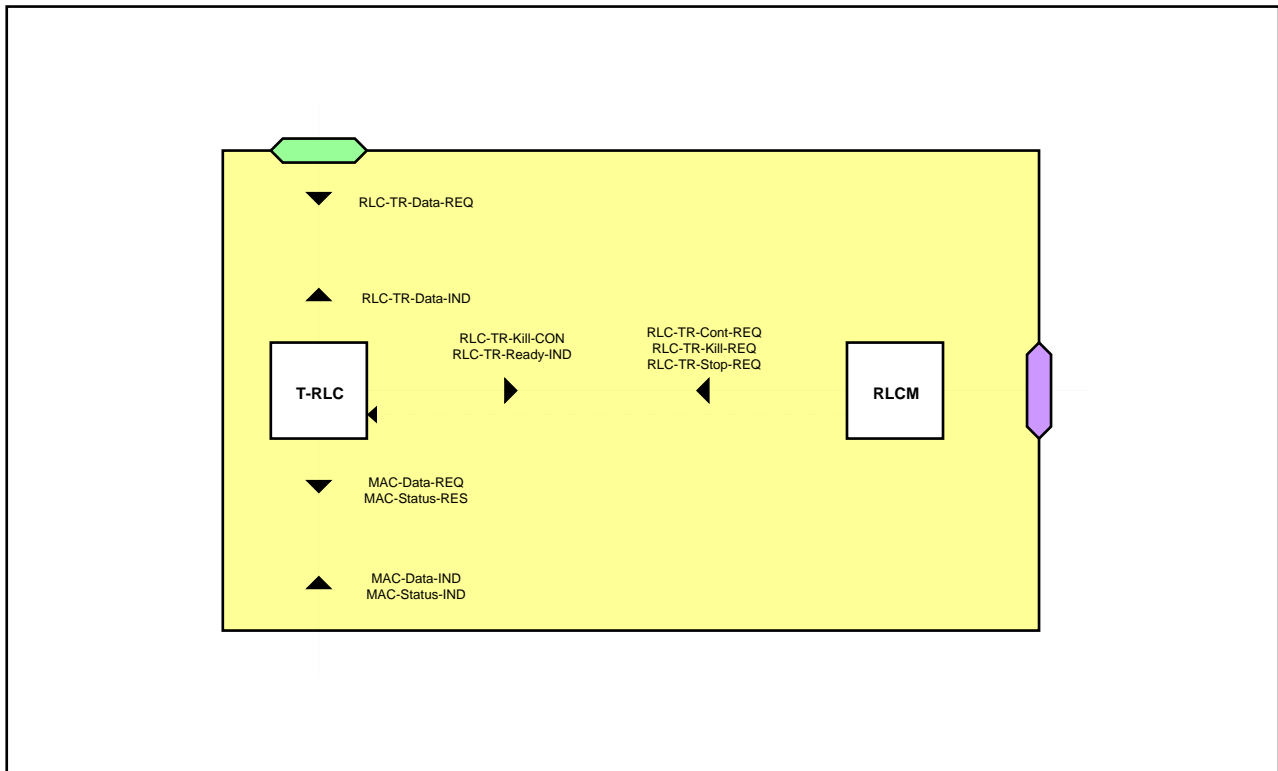 RLC-TR-Data-REQ
RLC-TR-Data-IND
RLC-TR-Kill-CON
RLC-TR-Ready-IND
RLC-TR-Cont-REQ
RLC-TR-Kill-REQ
RLC-TR-Stop-REQ
T-RLC
RLCM
MAC-Data-REQ
MAC-Status-RES
MAC-Data-IND
MAC-Status-IND